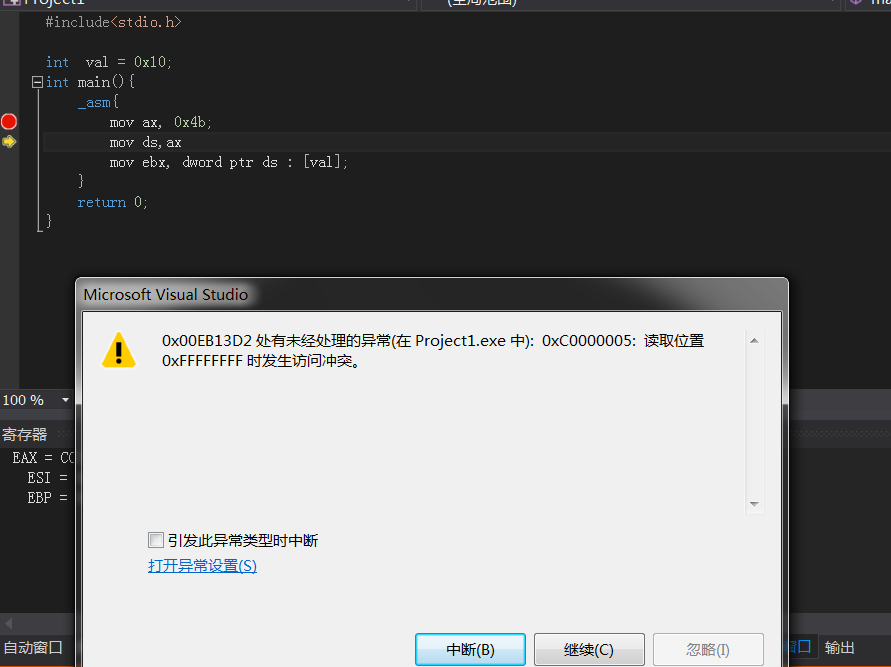 Project1
(全局范围)
#include<stdio.h>
int  val = 0x10;
int main(){
_asm{
mov ax, 0x4b;
mov ds,ax
mov ebx, dword ptr ds : [val];
}
return 0;
}
Microsoft Visual Studio
0x00EB13D2 处有未经处理的异常(在 Project1.exe 中): 0xC0000005: 读取位置
0xFFFFFFFF 时发生访问冲突。
100 %
寄存器
EAX =
ESI =
EBP =
引发此异常类型时中断
打开异常设置(S)
中断(B) 继续(C) 忽略(I)
自动窗口 窗口 输出